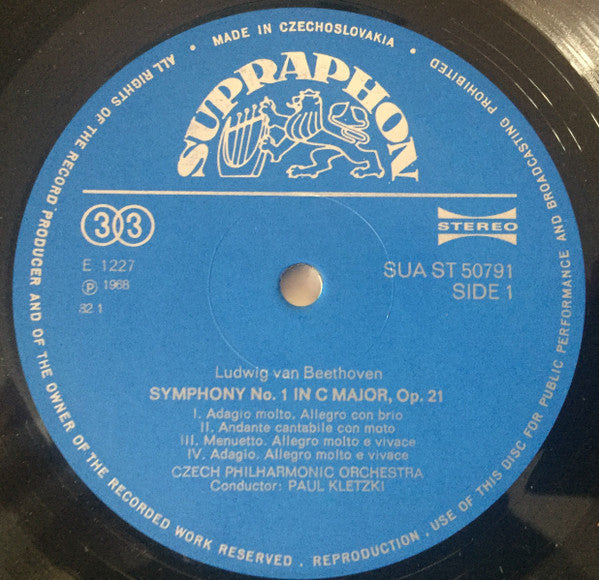 ALL RIGHTS OF THE RECORD PRODUCER AND OF THE OWNER OF THE RECORDED WORK RESERVED . REPRODUCTION . USE OF THIS DISC FOR PUBLIC PERFORMANCE AND BROADCASTING PROHIBITED
• MADE IN CZECHOSLOVAKIA •
SUPRAPHON
33
STEREO
E 1227
SUA ST 50791
℗ 1968
SIDE 1
32 1
Ludwig van Beethoven
SYMPHONY No. 1 IN C MAJOR, Op. 21
I. Adagio molto. Allegro con brio
II. Andante cantabile con moto
III. Menuetto. Allegro molto e vivace
IV. Adagio. Allegro molto e vivace
CZECH PHILHARMONIC ORCHESTRA
Conductor: PAUL KLETZKI